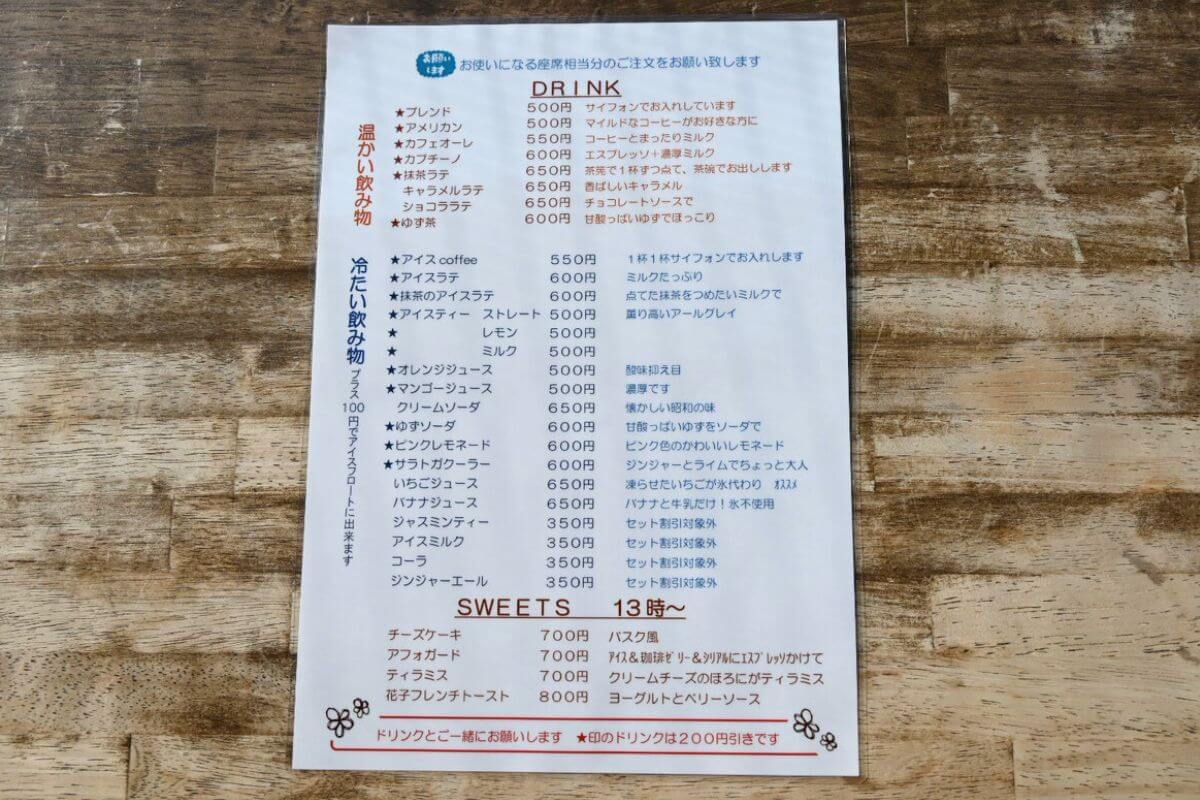 お願いします お使いになる座席相当分のご注文をお願い致します
DRINK
温かい飲み物
★ブレンド 500円 サイフォンでお入れしています
★アメリカン 500円 マイルドなコーヒーがお好きな方に
★カフェオーレ 550円 コーヒーとまったりミルク
★カプチーノ 600円 エスプレッソ+濃厚ミルク
★抹茶ラテ 650円 茶筅で1杯ずつ点て、茶碗でお出しします
キャラメルラテ 650円 香ばしいキャラメル
ショコララテ 650円 チョコレートソースで
★ゆず茶 600円 甘酸っぱいゆずでほっこり
冷たい飲み物 プラス100円でアイスフロートに出来ます
★アイスcoffee 550円 1杯1杯サイフォンでお入れします
★アイスラテ 600円 ミルクたっぷり
★抹茶のアイスラテ 600円 点てた抹茶をつめたいミルクで
★アイスティー ストレート 500円 薫り高いアールグレイ
★ レモン 500円
★ ミルク 500円
★オレンジジュース 500円 酸味抑え目
★マンゴージュース 500円 濃厚です
クリームソーダ 650円 懐かしい昭和の味
★ゆずソーダ 600円 甘酸っぱいゆずをソーダで
★ピンクレモネード 600円 ピンク色のかわいいレモネード
★サラトガクーラー 600円 ジンジャーとライムでちょっと大人
いちごジュース 650円 凍らせたいちごが氷代わり ｵｽｽﾒ
バナナジュース 650円 バナナと牛乳だけ!氷不使用
ジャスミンティー 350円 セット割引対象外
アイスミルク 350円 セット割引対象外
コーラ 350円 セット割引対象外
ジンジャーエール 350円 セット割引対象外
SWEETS 13時～
チーズケーキ 700円 バスク風
アフォガード 700円 ｱｲｽ&珈琲ｾﾞﾘｰ&ｼﾘｱﾙにｴｽﾌﾟﾚｯｿかけて
ティラミス 700円 クリームチーズのほろにがティラミス
花子フレンチトースト 800円 ヨーグルトとベリーソース
ドリンクとご一緒にお願いします ★印のドリンクは200円引きです